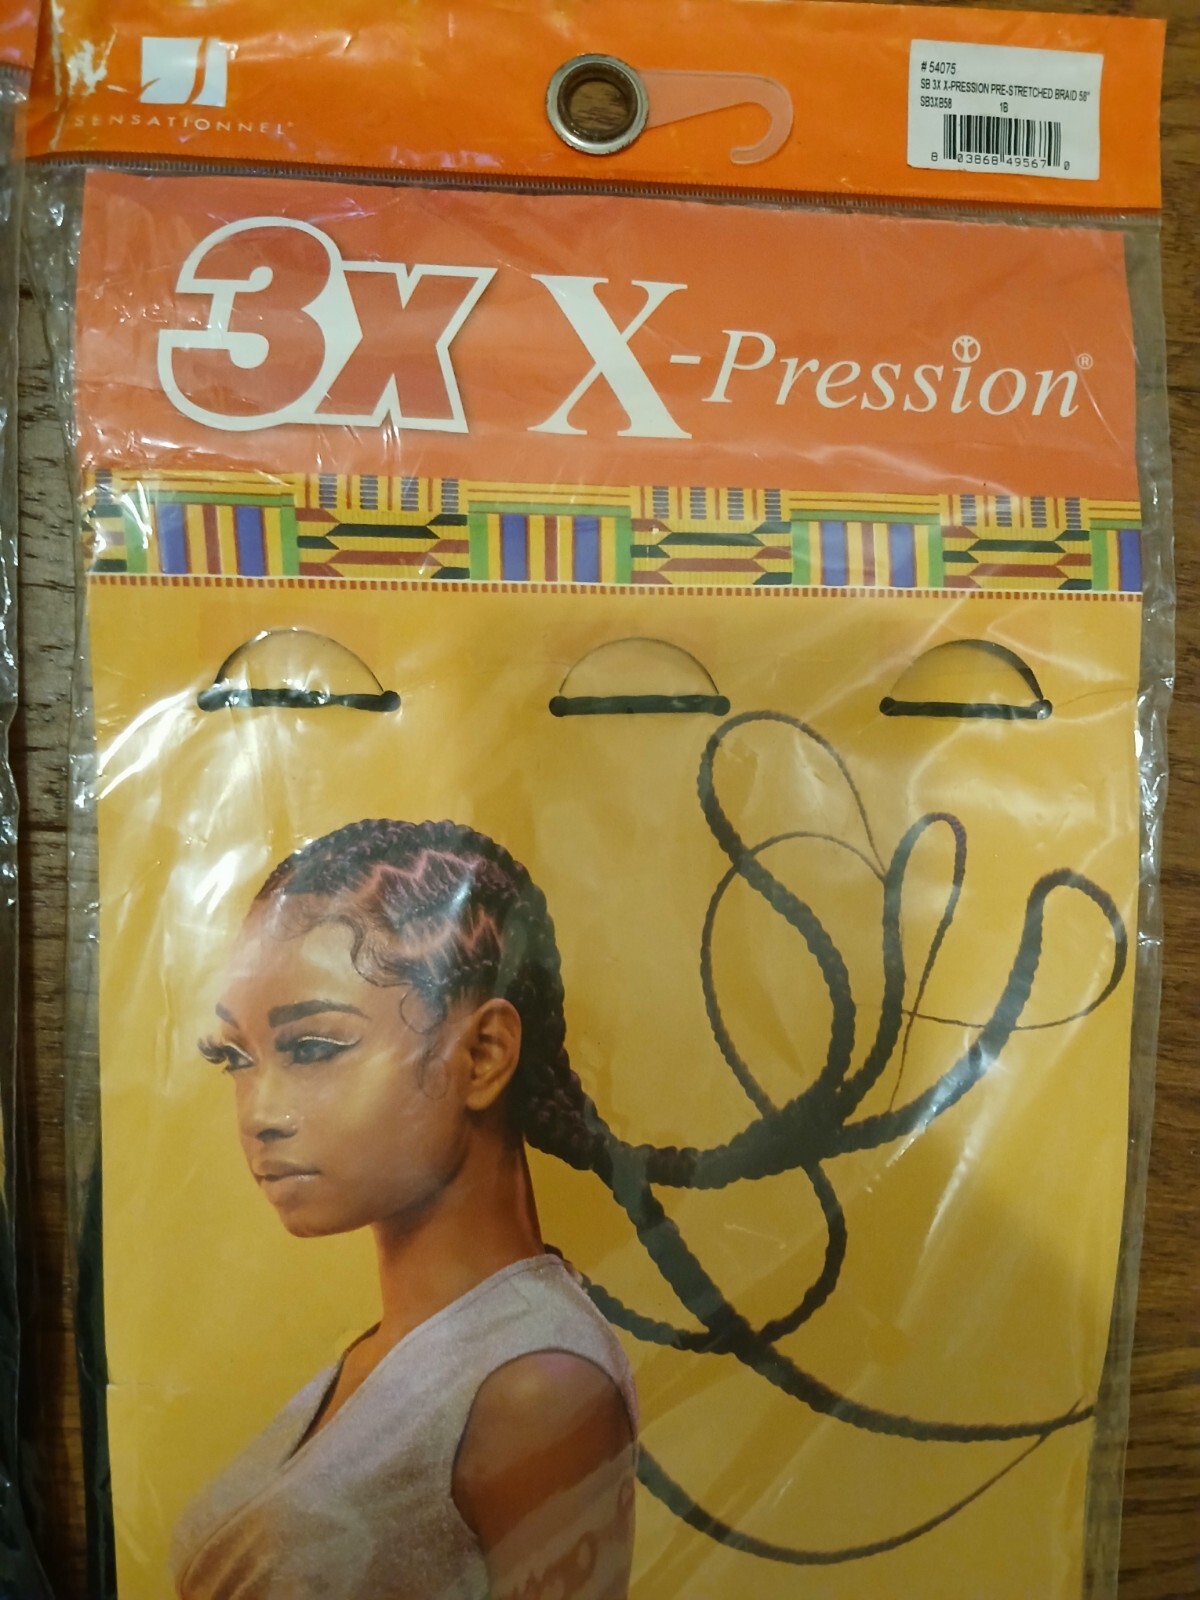 SENSATIONNEL®
# 54075
SB 3X X-PRESSION PRE-STRETCHED BRAID 58"
SB3XB58 1B
8 03868 49567 0
3X X-Pression®